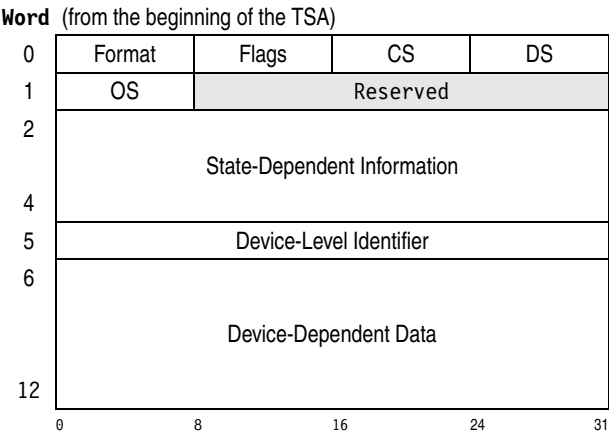 Word (from the beginning of the TSA)
0 Format Flags CS DS
1 OS Reserved
2
State-Dependent Information
4
5 Device-Level Identifier
6
Device-Dependent Data
12
0 8 16 24 31